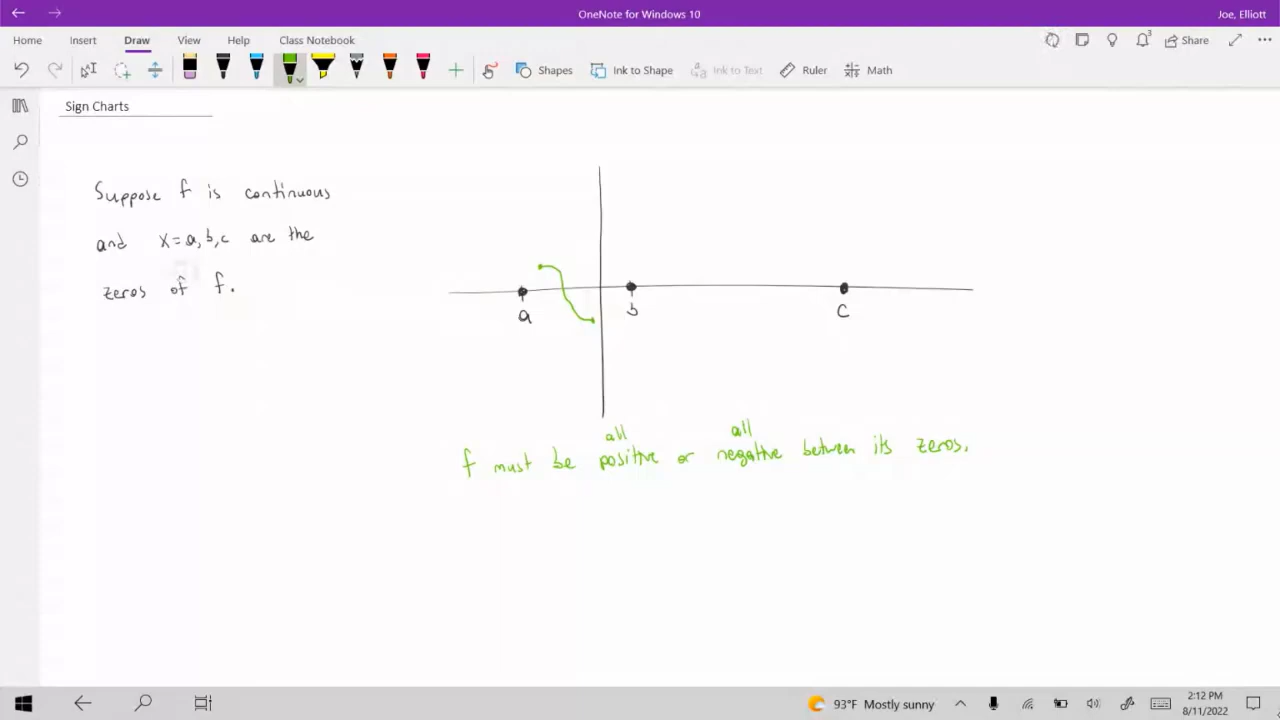 OneNote for Windows 10
Joe, Elliott
Home Insert Draw View Help Class Notebook
Share
Shapes Ink to Shape Ink to Text Ruler Math
Sign Charts
Suppose f is continuous
and x=a,b,c are the
zeros of f.
a b c
all all
f must be positive or negative between its zeros.
93°F Mostly sunny
2:12 PM
8/11/2022
3